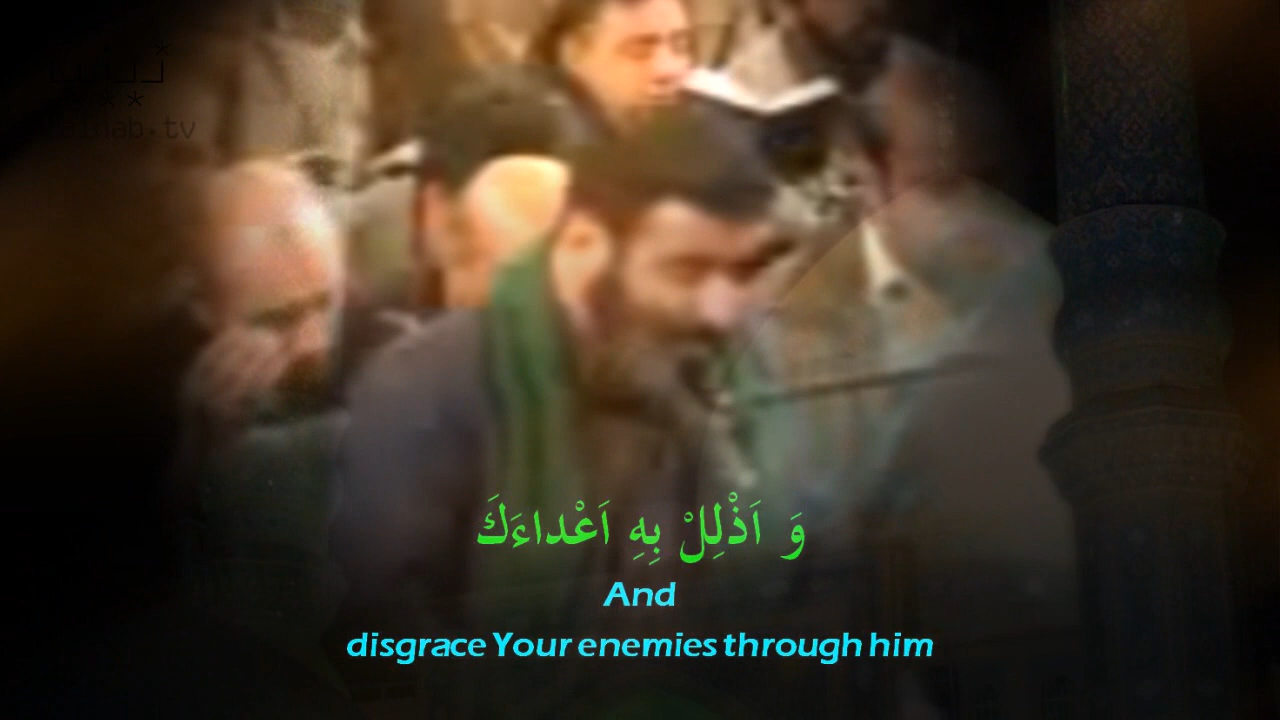 وَ اَذْلِلْ بِهِ اَعْداءَكَ
And
disgrace Your enemies through him